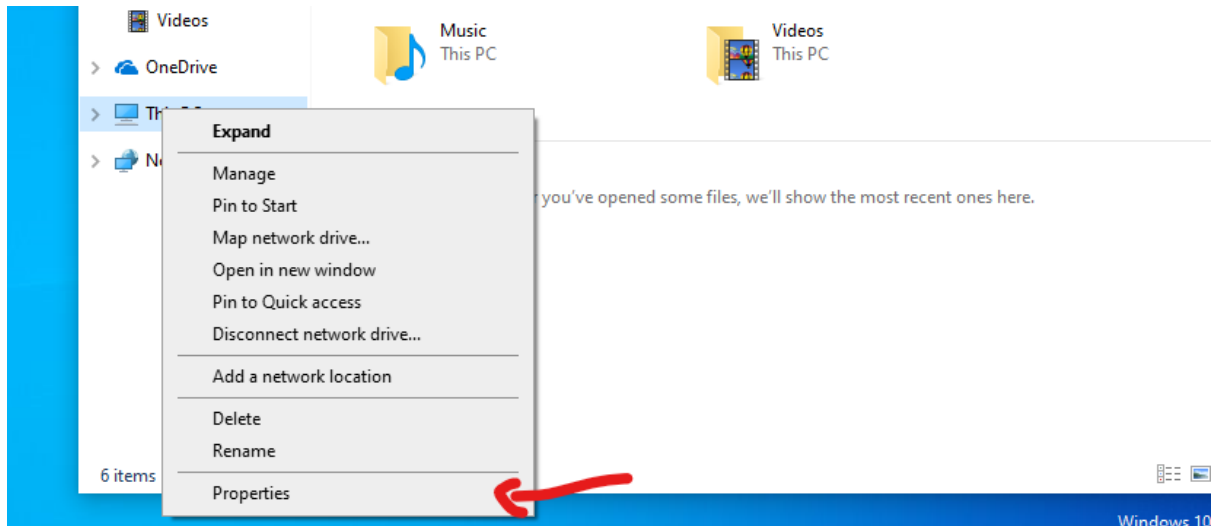 Videos
OneDrive
Music
This PC
Videos
This PC
Expand
Manage
Pin to Start
Map network drive...
Open in new window
Pin to Quick access
Disconnect network drive...
Add a network location
Delete
Rename
Properties
you've opened some files, we'll show the most recent ones here.
6 items
Windows 10